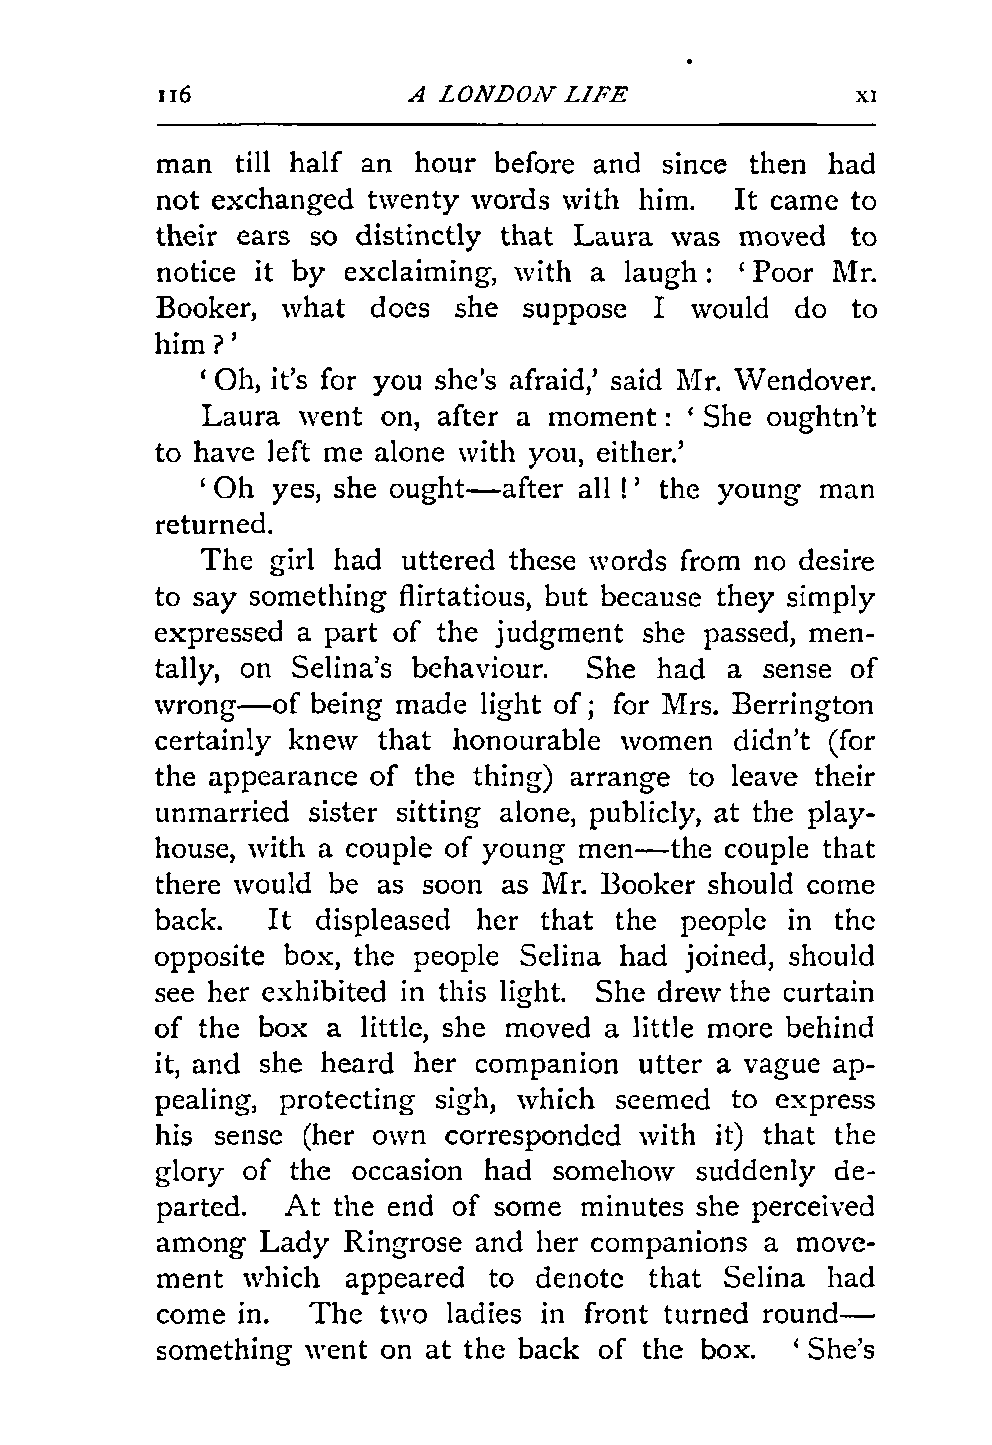 116 A LONDON LIFE XI
man till half an hour before and since then had
not exchanged twenty words with him. It came to
their ears so distinctly that Laura was moved to
notice it by exclaiming, with a laugh: ‘Poor Mr.
Booker, what does she suppose I would do to
him?’
‘Oh, it's for you she's afraid,’ said Mr. Wendover.
Laura went on, after a moment: ‘She oughtn't
to have left me alone with you, either.’
‘Oh yes, she ought—after all!’ the young man
returned.
The girl had uttered these words from no desire
to say something flirtatious, but because they simply
expressed a part of the judgment she passed, men-
tally, on Selina's behaviour. She had a sense of
wrong—of being made light of; for Mrs. Berrington
certainly knew that honourable women didn't (for
the appearance of the thing) arrange to leave their
unmarried sister sitting alone, publicly, at the play-
house, with a couple of young men—the couple that
there would be as soon as Mr. Booker should come
back. It displeased her that the people in the
opposite box, the people Selina had joined, should
see her exhibited in this light. She drew the curtain
of the box a little, she moved a little more behind
it, and she heard her companion utter a vague ap-
pealing, protecting sigh, which seemed to express
his sense (her own corresponded with it) that the
glory of the occasion had somehow suddenly de-
parted. At the end of some minutes she perceived
among Lady Ringrose and her companions a move-
ment which appeared to denote that Selina had
come in. The two ladies in front turned round—
something went on at the back of the box. ‘She's